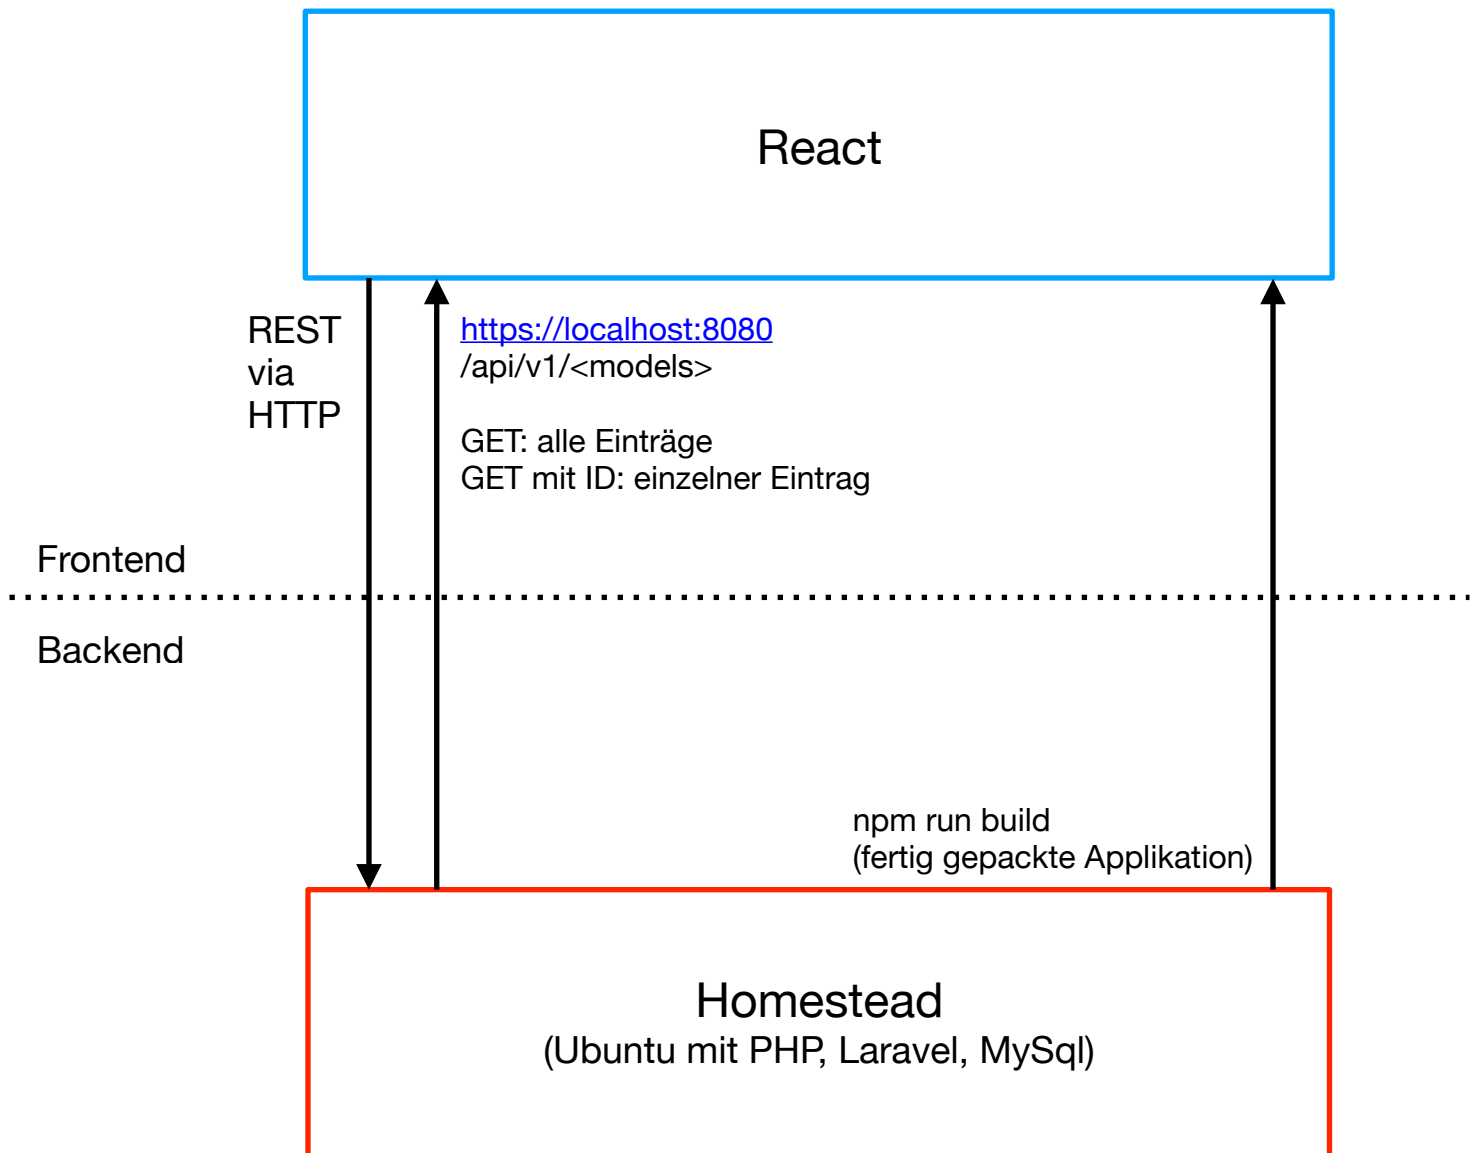 React
REST
via
HTTP
https://localhost:8080
/api/v1/<models>
GET: alle Einträge
GET mit ID: einzelner Eintrag
Frontend
Backend
npm run build
(fertig gepackte Applikation)
Homestead
(Ubuntu mit PHP, Laravel, MySql)